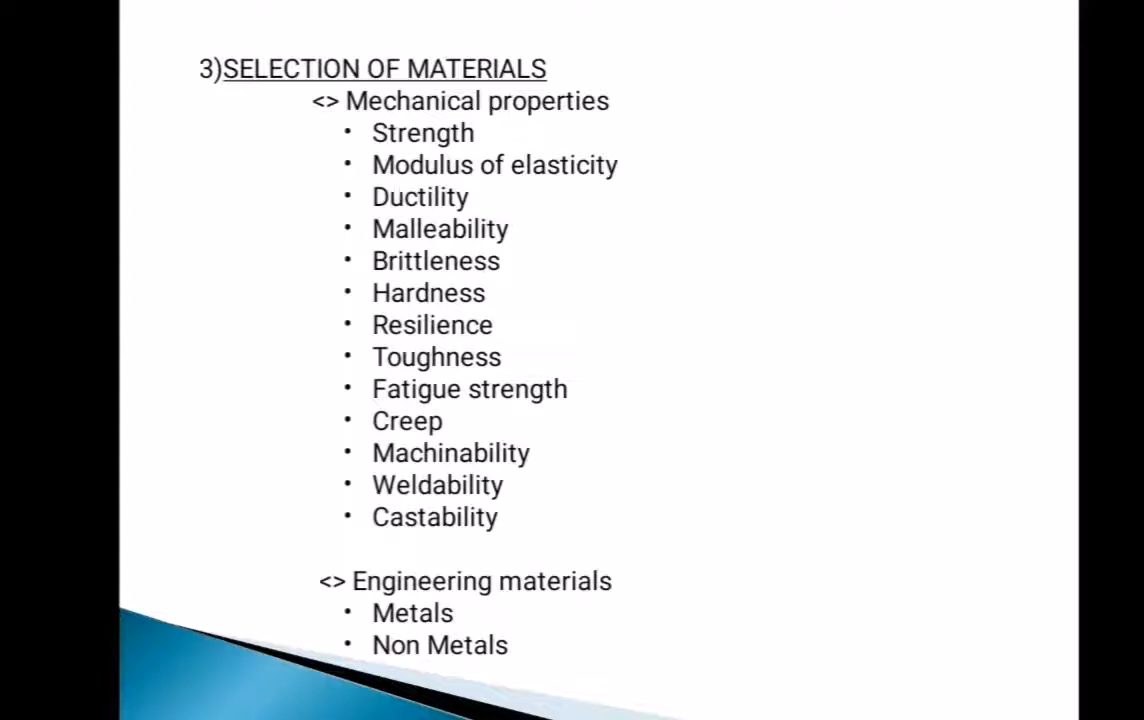 3)SELECTION OF MATERIALS
<> Mechanical properties
• Strength
• Modulus of elasticity
• Ductility
• Malleability
• Brittleness
• Hardness
• Resilience
• Toughness
• Fatigue strength
• Creep
• Machinability
• Weldability
• Castability
<> Engineering materials
• Metals
• Non Metals